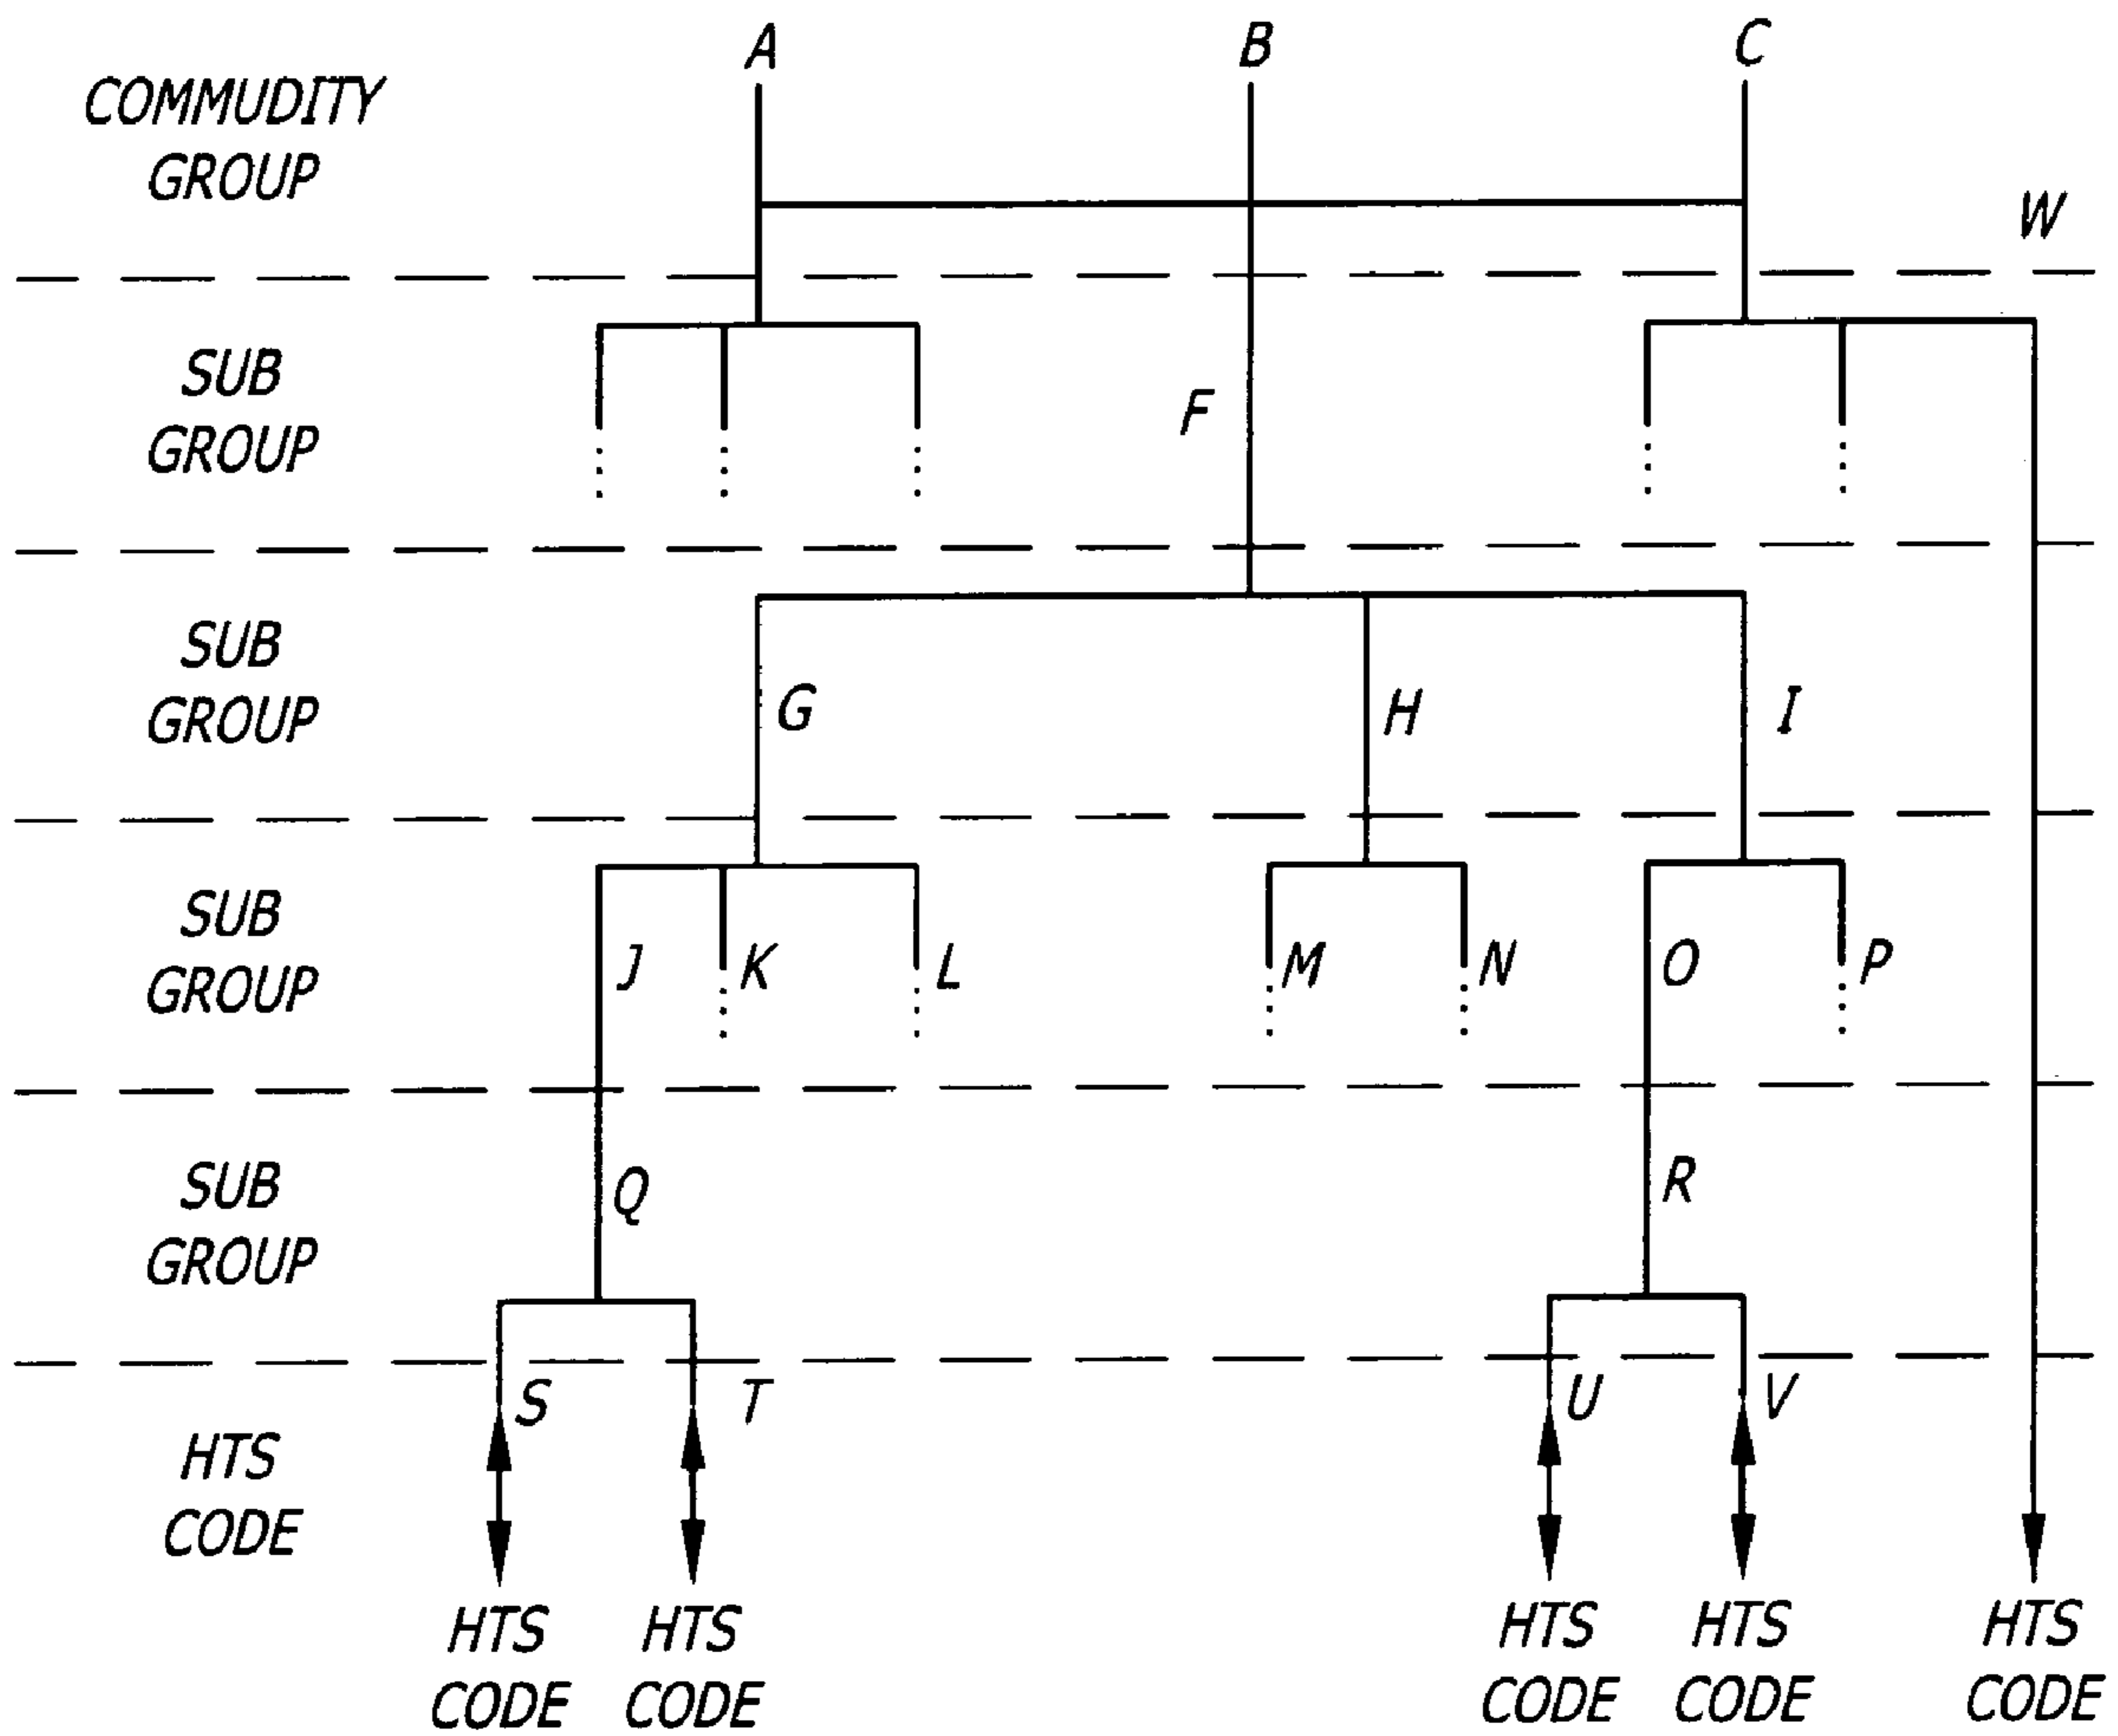 A B C
COMMUDITY
GROUP
W
SUB
GROUP
F
SUB
GROUP
G H I
SUB
GROUP
J K L M N O P
SUB
GROUP
Q R
S T U V
HTS
CODE
HTS HTS HTS HTS HTS
CODE CODE CODE CODE CODE